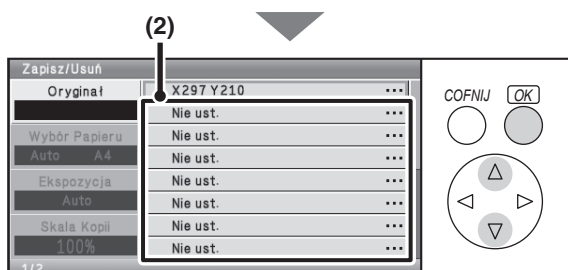 (2)
Zapisz/Usuń
Oryginał
X297 Y210 ...
Nie ust. ...
Wybór Papieru
Auto A4
Nie ust. ...
Nie ust. ...
Ekspozycja
Auto
Nie ust. ...
Nie ust. ...
Skala Kopii
100%
Nie ust. ...
Nie ust. ...
1/2
COFNIJ
OK